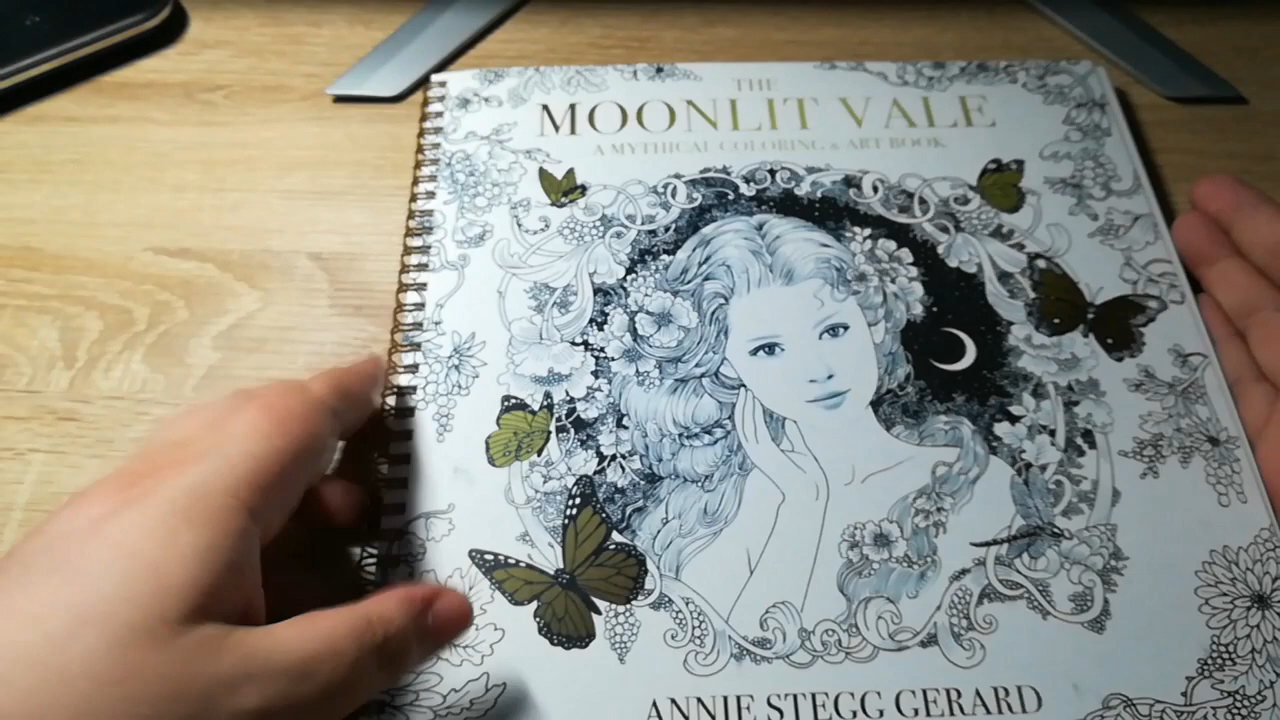 THE
MOONLIT VALE
A MYTHICAL COLORING & ART BOOK
ANNIE STEGG GERARD